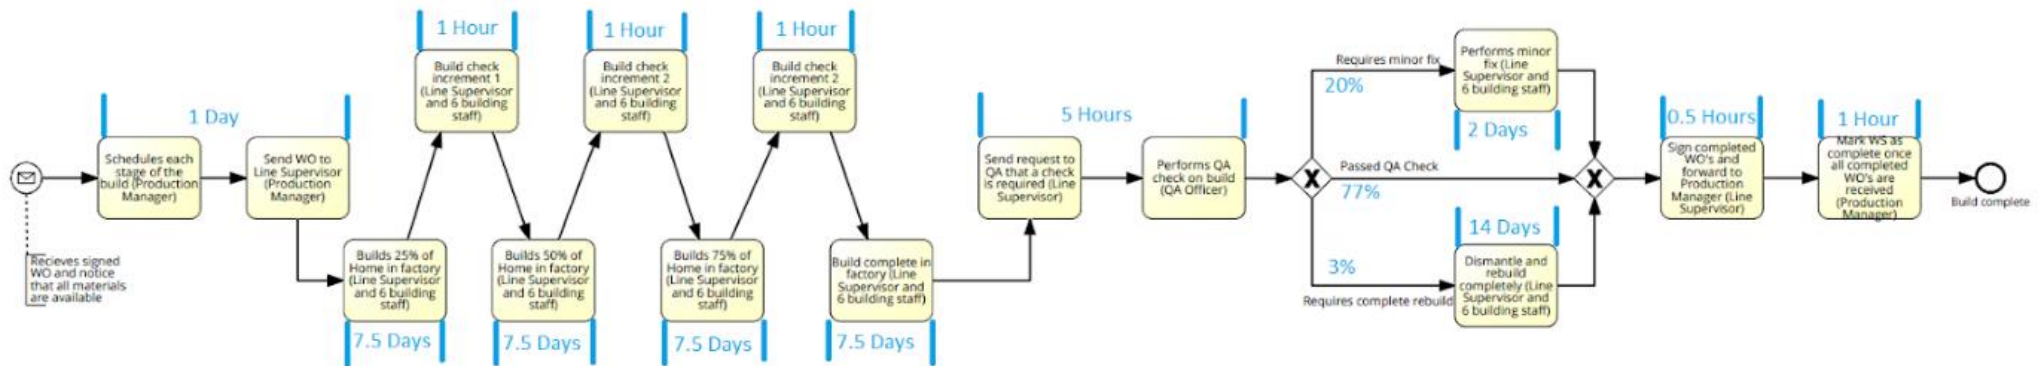 1 Day
Schedules each
stage of the
build (Production
Manager)
Send WO to
Line Supervisor
(Production
Manager)
Recieves signed
WO and notice
that all materials
are available
1 Hour
Build check
increment 1
(Line Supervisor
and 6 building
staff)
Builds 25% of
Home in factory
(Line Supervisor
and 6 building
staff)
7.5 Days
1 Hour
Build check
increment 2
(Line Supervisor
and 6 building
staff)
Builds 50% of
Home in factory
(Line Supervisor
and 6 building
staff)
7.5 Days
1 Hour
Build check
increment 2
(Line Supervisor
and 6 building
staff)
Builds 75% of
Home in factory
(Line Supervisor
and 6 building
staff)
7.5 Days
Build complete in
factory (Line
Supervisor and
6 building staff)
7.5 Days
5 Hours
Send request to
QA that a check
is required (Line
Supervisor)
Performs QA
check on build
(QA Officer)
X
Requires minor fix
20%
Performs minor
fix (Line
Supervisor and
6 building staff)
2 Days
Passed QA Check
77%
14 Days
3%
Requires complete rebuild
Dismantle and
rebuild
completely (Line
Supervisor and
6 building staff)
X
0.5 Hours
Sign completed
WO's and
forward to
Production
Manager (Line
Supervisor)
1 Hour
Mark WS as
complete once
all completed
WO's are
received
(Production
Manager)
Build complete